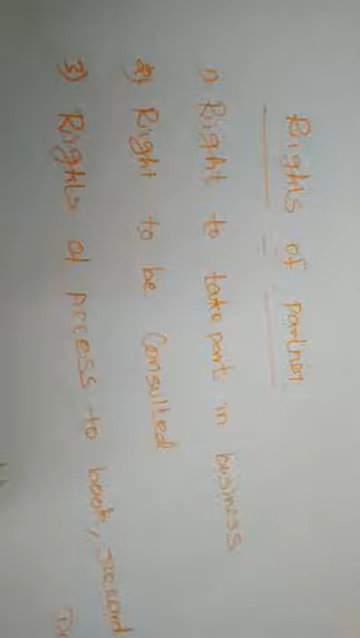 Rights of partner
1) Right to take part in business
2) Right to be Consulted
3) Rights of Access to book,